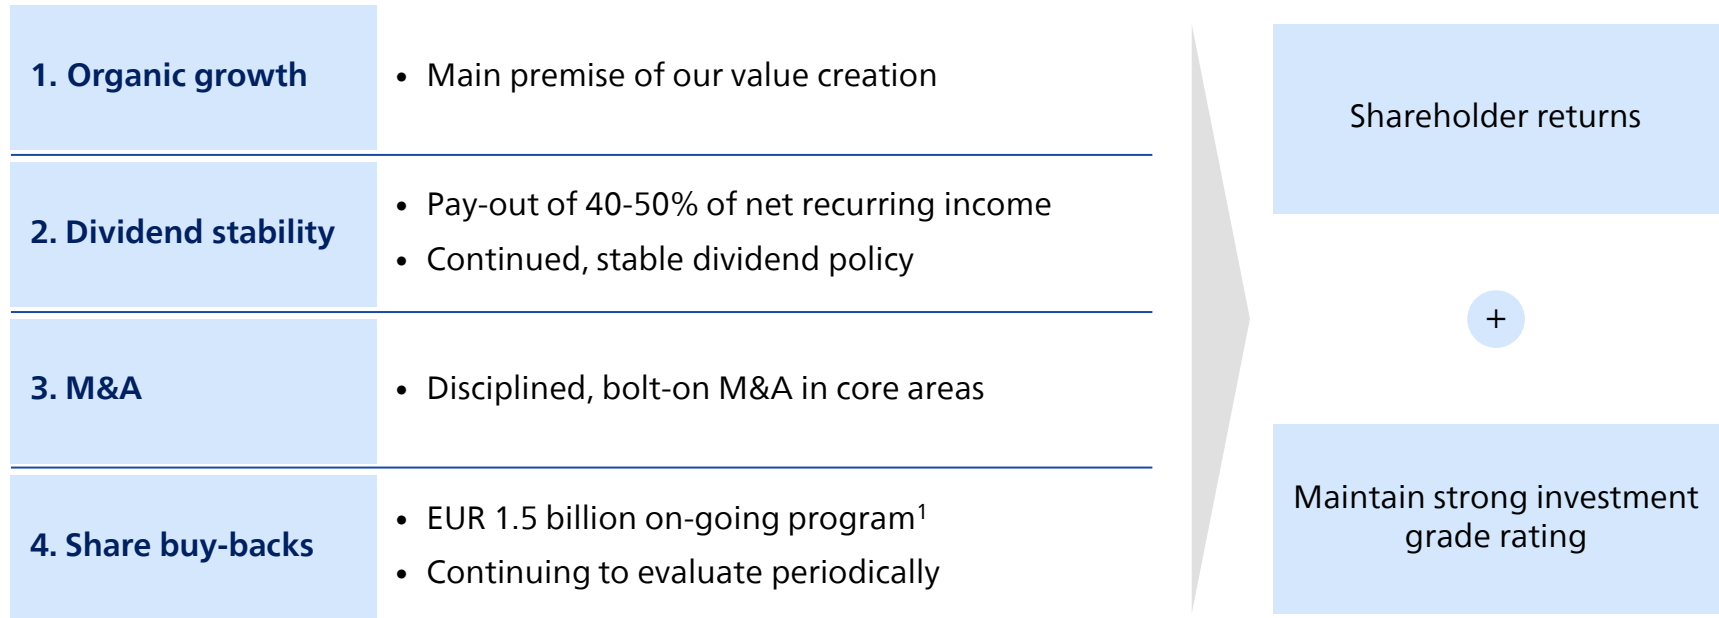 1. Organic growth
• Main premise of our value creation
2. Dividend stability
• Pay-out of 40-50% of net recurring income
• Continued, stable dividend policy
3. M&A
• Disciplined, bolt-on M&A in core areas
4. Share buy-backs
• EUR 1.5 billion on-going program¹
• Continuing to evaluate periodically
Shareholder returns
+
Maintain strong investment
grade rating